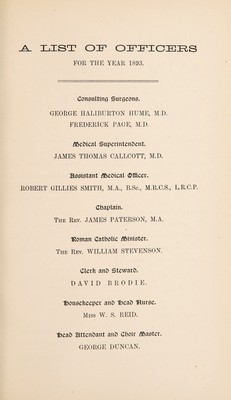 A LIST OF OFFICERS
FOR THE YEAR 1893.
Consulting Surgeons.
GEORGE HALIBURTON HUME, M.D.
FREDERICK PAGE, M.D.
Medical Superintendent.
JAMES THOMAS CALLCOTT, M.D.
Assistant Medical Officer.
ROBERT GILLIES SMITH, M.A., B.Sc., M.R.C.S., L.R.C.P.
Chaplain.
THE REV. JAMES PATERSON, M.A.
Roman Catholic Minister.
THE REV. WILLIAM STEVENSON.
Clerk and Steward.
DAVID BRODIE.
Housekeeper and Head Nurse.
MISS W. S. REID.
Head Attendant and Choir Master.
GEORGE DUNCAN.